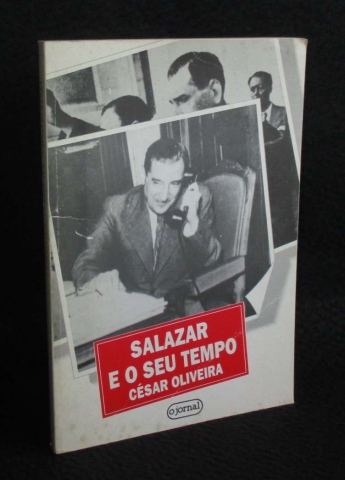 SALAZAR
E O SEU TEMPO
CÉSAR OLIVEIRA
o jornal